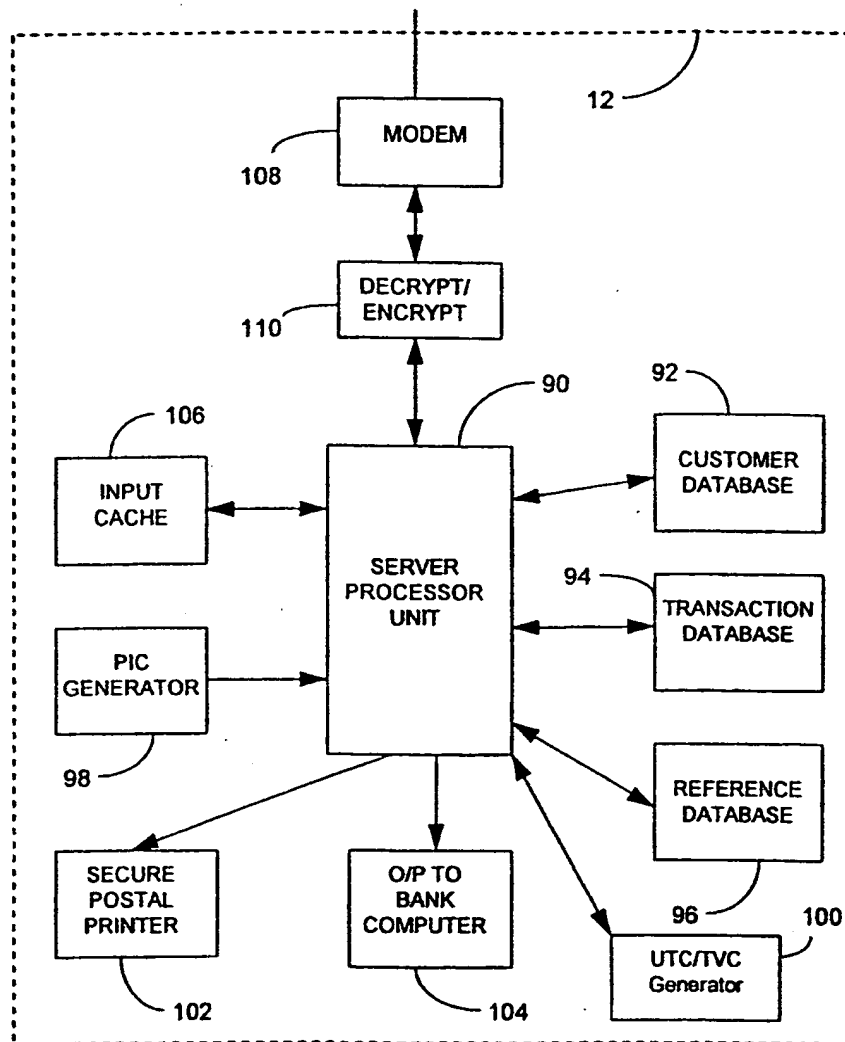 12
MODEM
108
DECRYPT/
ENCRYPT
110
90
92
106
INPUT
CACHE
CUSTOMER
DATABASE
SERVER
PROCESSOR
UNIT
94
TRANSACTION
DATABASE
PIC
GENERATOR
98
REFERENCE
DATABASE
96
SECURE
POSTAL
PRINTER
102
O/P TO
BANK
COMPUTER
104
100
UTC/TVC
Generator